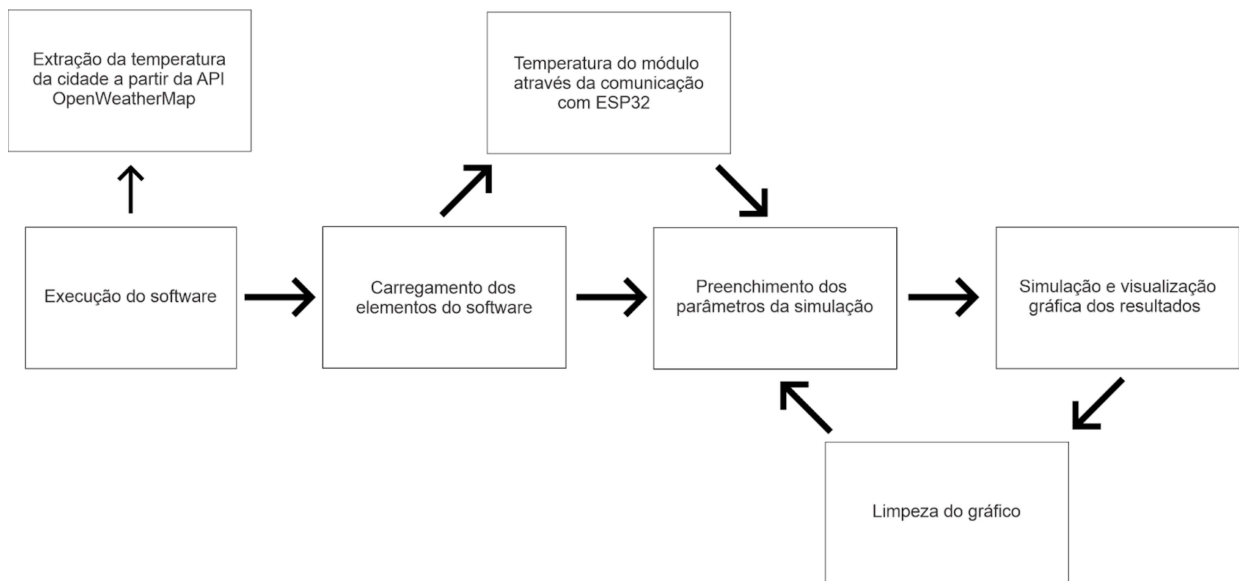 Extração da temperatura
da cidade a partir da API
OpenWeatherMap
Temperatura do módulo
através da comunicação
com ESP32
Execução do software
Carregamento dos
elementos do software
Preenchimento dos
parâmetros da simulação
Simulação e visualização
gráfica dos resultados
Limpeza do gráfico